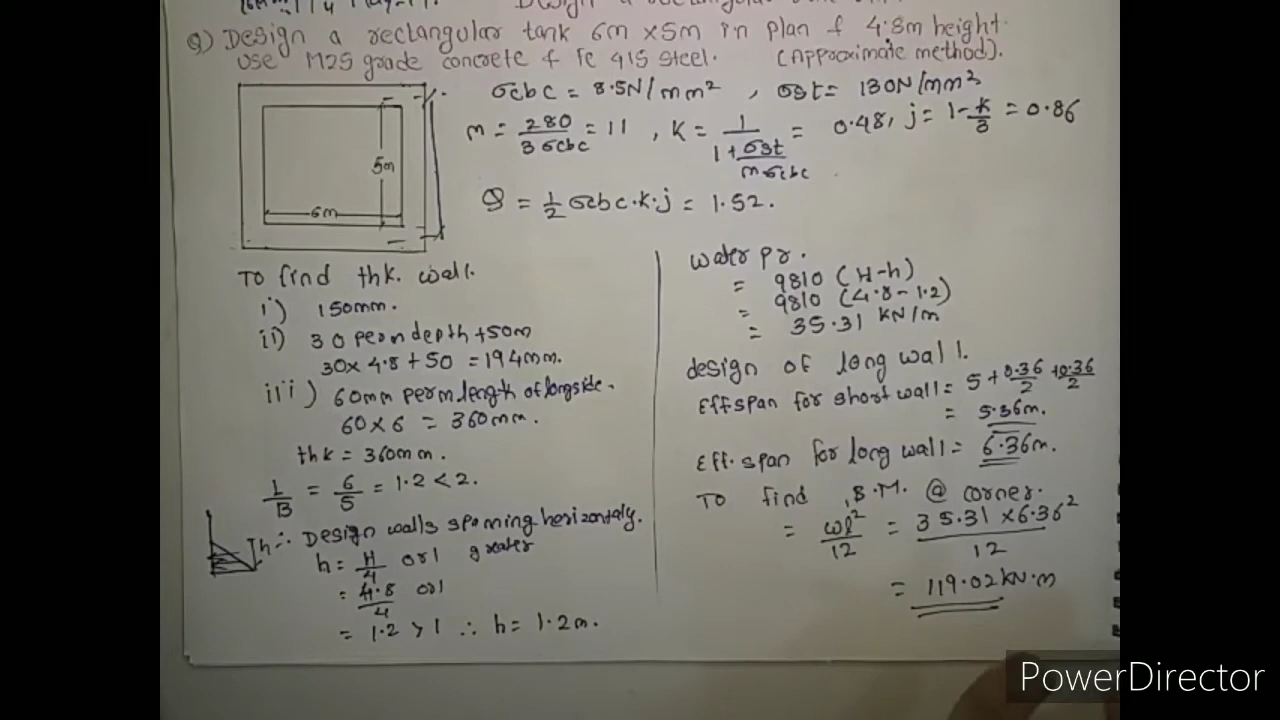 Q) Design a rectangular tank 6m x 5m in plan & 4.8m height.
use M25 grade concrete & Fe 415 steel. (Approximate method).
σcbc = 8.5N/mm², σst = 130N/mm²
m = 280/3σcbc = 11, K = 1/(1+σst/mσcbc) = 0.48, j = 1-K/3 = 0.86
5m
6m
Q = 1/2 σcbc.k.j = 1.52.
To find thk. wall.
i) 150mm.
ii) 30 perm depth +50m
30x 4.8 + 50 = 194mm.
iii) 60mm perm length of longside.
60 x 6 = 360mm.
thk = 360mm.
L/B = 6/5 = 1.2 < 2.
∴ Design walls spanning horizontaly.
h
h = H/4 or 1 greater
= 4.8/4 or 1
= 1.2 > 1 ∴ h = 1.2m.
water pr.
= 9810 (H-h)
= 9810 (4.8-1.2)
= 35.31 KN/m
design of long wall.
Eff.span for short wall = 5+0.36/2+0.36/2
= 5.36m.
Eff.span for long wall = 6.36m.
To find B.M. @ corner.
= wl²/12 = 35.31 x 6.36²/12
= 119.02 kN.m
PowerDirector